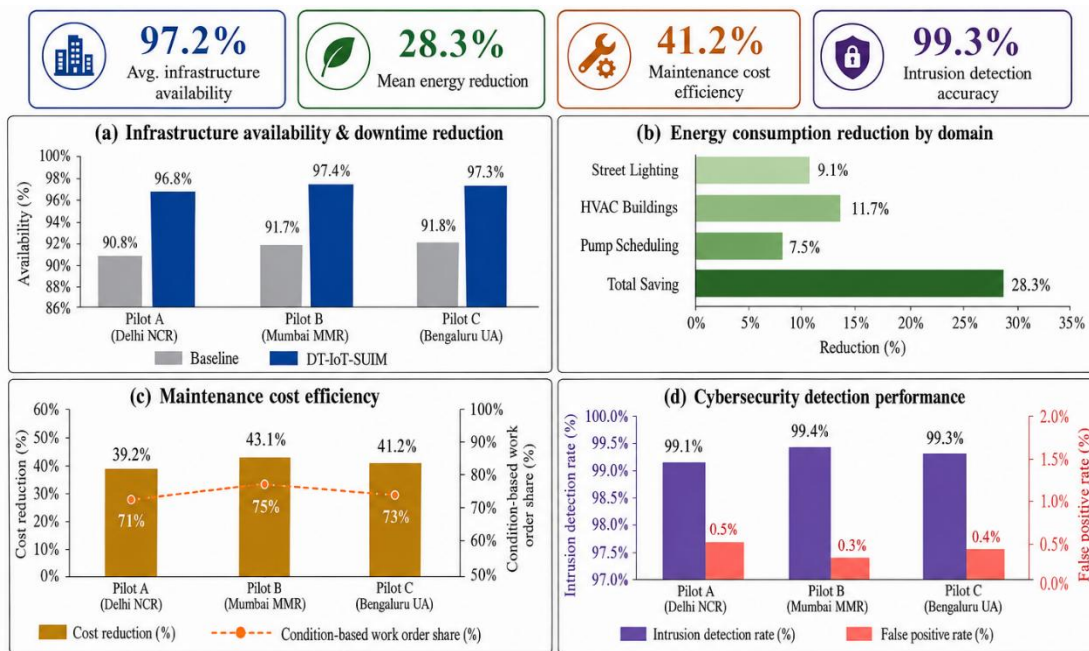 97.2%
Avg. infrastructure
availability
28.3%
Mean energy reduction
41.2%
Maintenance cost
efficiency
99.3%
Intrusion detection
accuracy
(a) Infrastructure availability & downtime reduction
Availability (%)
100%
98%
96%
94%
92%
90%
88%
86%
90.8%
96.8%
91.7%
97.4%
91.8%
97.3%
Pilot A
(Delhi NCR)
Pilot B
(Mumbai MMR)
Pilot C
(Bengaluru UA)
Baseline
DT-IoT-SUIM
(b) Energy consumption reduction by domain
Street Lighting
9.1%
HVAC Buildings
11.7%
Pump Scheduling
7.5%
Total Saving
28.3%
0% 5% 10% 15% 20% 25% 30% 35%
Reduction (%)
(c) Maintenance cost efficiency
Cost reduction (%)
60%
50%
40%
30%
20%
10%
0%
39.2%
43.1%
41.2%
71%
75%
73%
100%
90%
80%
70%
60%
50%
Condition-based work
order share (%)
Pilot A
(Delhi NCR)
Pilot B
(Mumbai MMR)
Pilot C
(Bengaluru UA)
Cost reduction (%)
Condition-based work order share (%)
(d) Cybersecurity detection performance
Intrusion detection rate (%)
100.0%
99.5%
99.0%
98.5%
98.0%
97.5%
97.0%
99.1%
99.4%
99.3%
0.5%
0.3%
0.4%
2.0%
1.5%
1.0%
0.5%
0.0%
False positive rate (%)
Pilot A
(Delhi NCR)
Pilot B
(Mumbai MMR)
Pilot C
(Bengaluru UA)
Intrusion detection rate (%)
False positive rate (%)